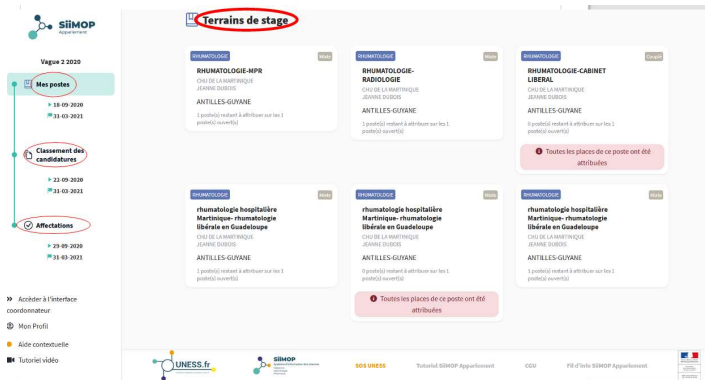 SiiMOP
Appariement
Vague 2 2020
Mes postes
18-09-2020
31-03-2021
Classement des
candidatures
22-09-2020
31-03-2021
Affectations
29-09-2020
31-03-2021
Accéder à l'interface
coordonnateur
Mon Profil
Aide contextuelle
Tutoriel vidéo
Terrains de stage
RHUMATOLOGIE Mixte
RHUMATOLOGIE-MPR
CHU DE LA MARTINIQUE
JEANNE DUBOIS
ANTILLES-GUYANE
1 poste(s) restant à attribuer sur les 1
poste(s) ouvert(s)
RHUMATOLOGIE Mixte
RHUMATOLOGIE-
RADIOLOGIE
CHU DE LA MARTINIQUE
JEANNE DUBOIS
ANTILLES-GUYANE
1 poste(s) restant à attribuer sur les 1
poste(s) ouvert(s)
RHUMATOLOGIE Couplé
RHUMATOLOGIE-CABINET
LIBERAL
CHU DE LA MARTINIQUE
JEANNE DUBOIS
ANTILLES-GUYANE
0 poste(s) restant à attribuer sur les 1
poste(s) ouvert(s)
Toutes les places de ce poste ont été
attribuées
RHUMATOLOGIE Mixte
rhumatologie hospitalière
Martinique- rhumatologie
libérale en Guadeloupe
CHU DE LA MARTINIQUE
JEANNE DUBOIS
ANTILLES-GUYANE
1 poste(s) restant à attribuer sur les 1
poste(s) ouvert(s)
RHUMATOLOGIE Mixte
rhumatologie hospitalière
Martinique- rhumatologie
libérale en Guadeloupe
CHU DE LA MARTINIQUE
JEANNE DUBOIS
ANTILLES-GUYANE
0 poste(s) restant à attribuer sur les 1
poste(s) ouvert(s)
Toutes les places de ce poste ont été
attribuées
RHUMATOLOGIE Mixte
rhumatologie hospitalière
Martinique- rhumatologie
libérale en Guadeloupe
CHU DE LA MARTINIQUE
JEANNE DUBOIS
ANTILLES-GUYANE
1 poste(s) restant à attribuer sur les 1
poste(s) ouvert(s)
UNESS.fr
SiiMOP
SOS UNESS
Tutoriel SiiMOP Appariement
CGU
Fil d'info SiiMOP Appariement